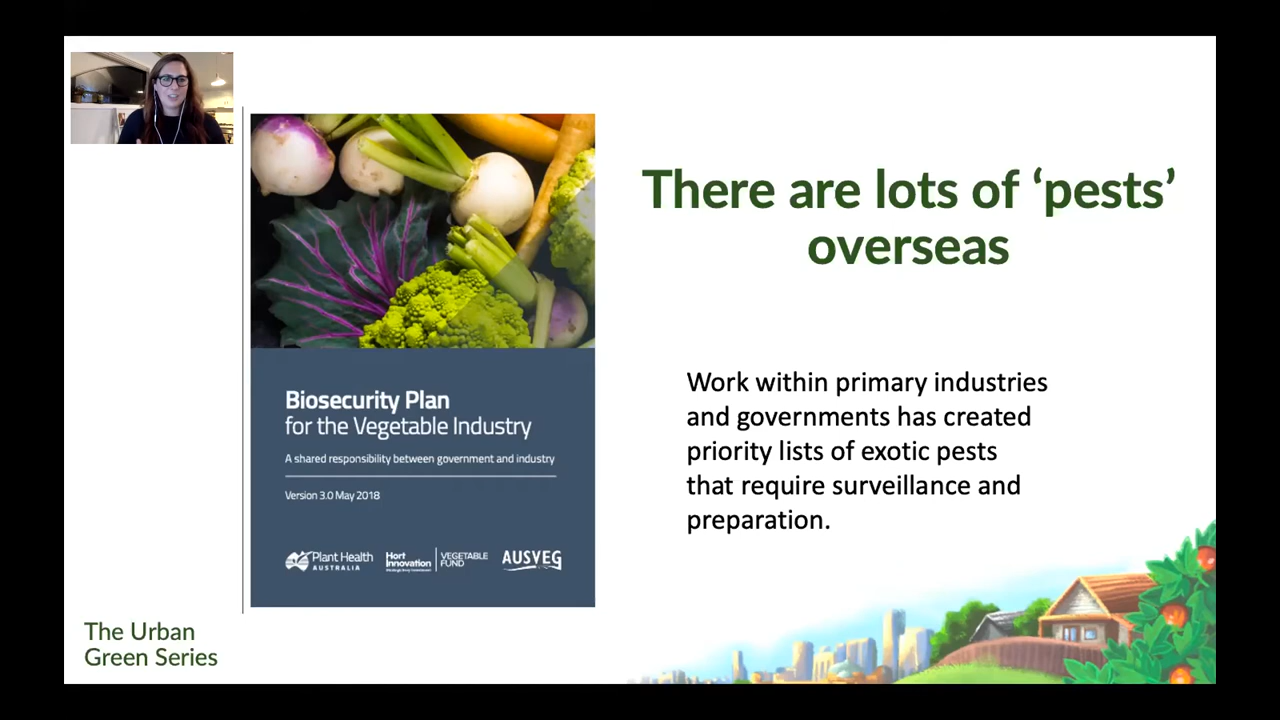 There are lots of ‘pests’
overseas
Biosecurity Plan
for the Vegetable Industry
A shared responsibility between government and industry
Version 3.0 May 2018
Plant Health
AUSTRALIA
Hort
Innovation
VEGETABLE
FUND
AUSVEG
Work within primary industries
and governments has created
priority lists of exotic pests
that require surveillance and
preparation.
The Urban
Green Series